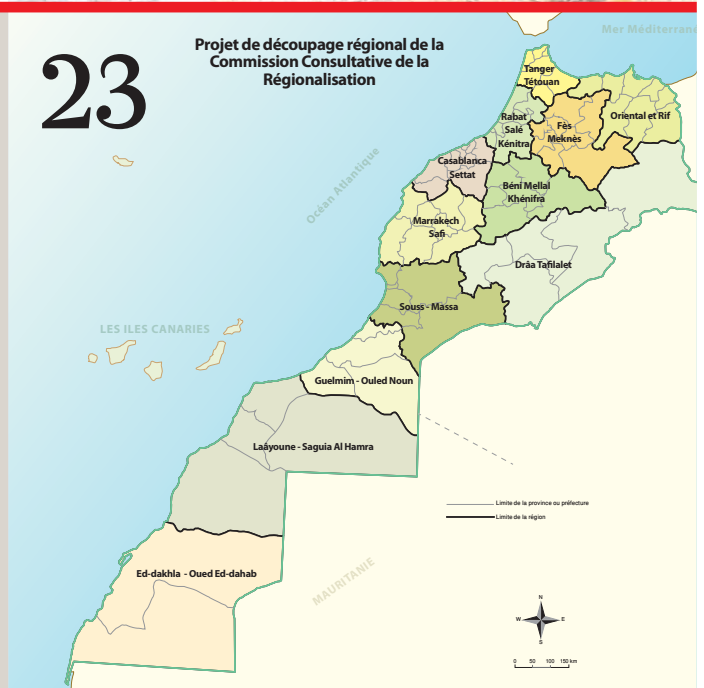 23
Projet de découpage régional de la
Commission Consultative de la
Régionalisation
Mer Méditerrané
Océan Atlantique
LES ILES CANARIES
MAURITANIE
Tanger
Tétouan
Oriental et Rif
Rabat
Salé
Kénitra
Fès
Meknès
Casablanca
Settat
Béni Mellal
Khénifra
Marrakech
Safi
Drâa Tafilalet
Souss - Massa
Guelmim - Ouled Noun
Laâyoune - Saguia Al Hamra
Ed-dakhla - Oued Ed-dahab
Limite de la province ou préfecture
Limite de la région
N
W E
S
0 50 100 150 km